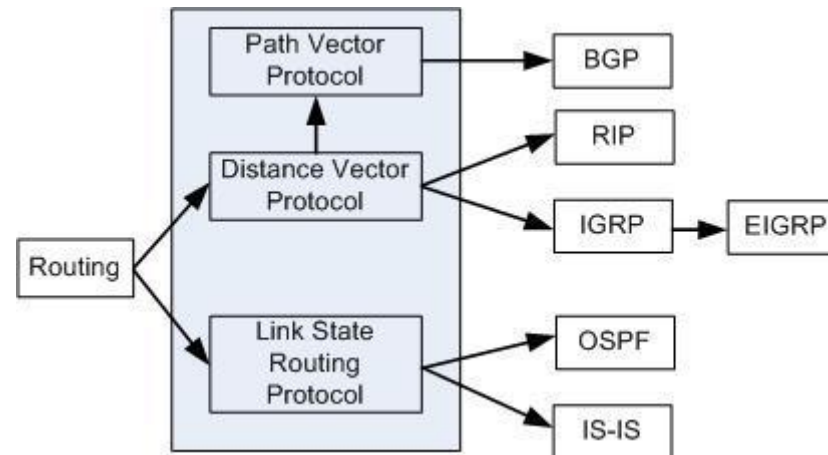 Path Vector
Protocol
BGP
RIP
Distance Vector
Protocol
IGRP
EIGRP
Routing
Link State
Routing
Protocol
OSPF
IS-IS